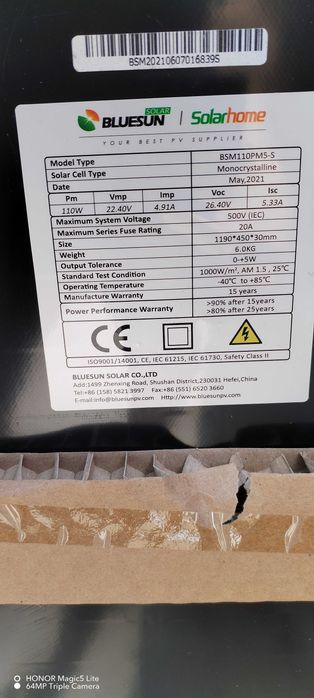 BSM202106070168395
BLUESUN SOLAR | Solarhome
YOUR BEST PV SUPPLIER
Model Type BSM110PM5-S
Solar Cell Type Monocrystalline
Date May,2021
Pm Vmp Imp Voc Isc
110W 22.40V 4.91A 26.40V 5.33A
Maximum System Voltage 500V (IEC)
Maximum Series Fuse Rating 20A
Size 1190*450*30mm
Weight 6.0KG
Output Tolerance 0~+5W
Standard Test Condition 1000W/m², AM 1.5 , 25℃
Operating Temperature -40℃ to +85℃
Manufacture Warranty 15 years
Power Performance Warranty >90% after 15years
>80% after 25years
CE
ISO9001/14001, CE, IEC 61215, IEC 61730, Safety Class II
BLUESUN SOLAR CO.,LTD
Add:1499 Zhenxing Road, Shushan District,230031 Hefei,China
Tel:+86 (158) 5821 3997 Fax:+86 (551) 6520 3660
E-mail:info@bluesunpv.com Http://www.bluesunpv.com
HONOR Magic5 Lite
64MP Triple Camera